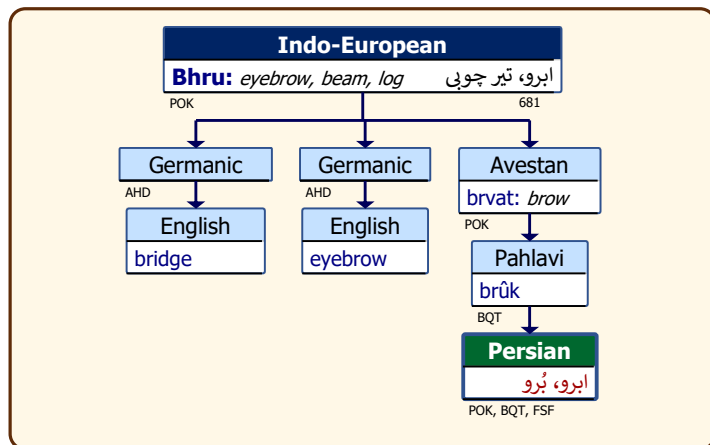 Indo-European
Bhru: eyebrow, beam, log ابرو، تیر چوبی
POK 681
Germanic Germanic Avestan
AHD AHD brvat: brow
English English POK
bridge eyebrow Pahlavi
brûk
BQT
Persian
ابرو، بُرو
POK, BQT, FSF